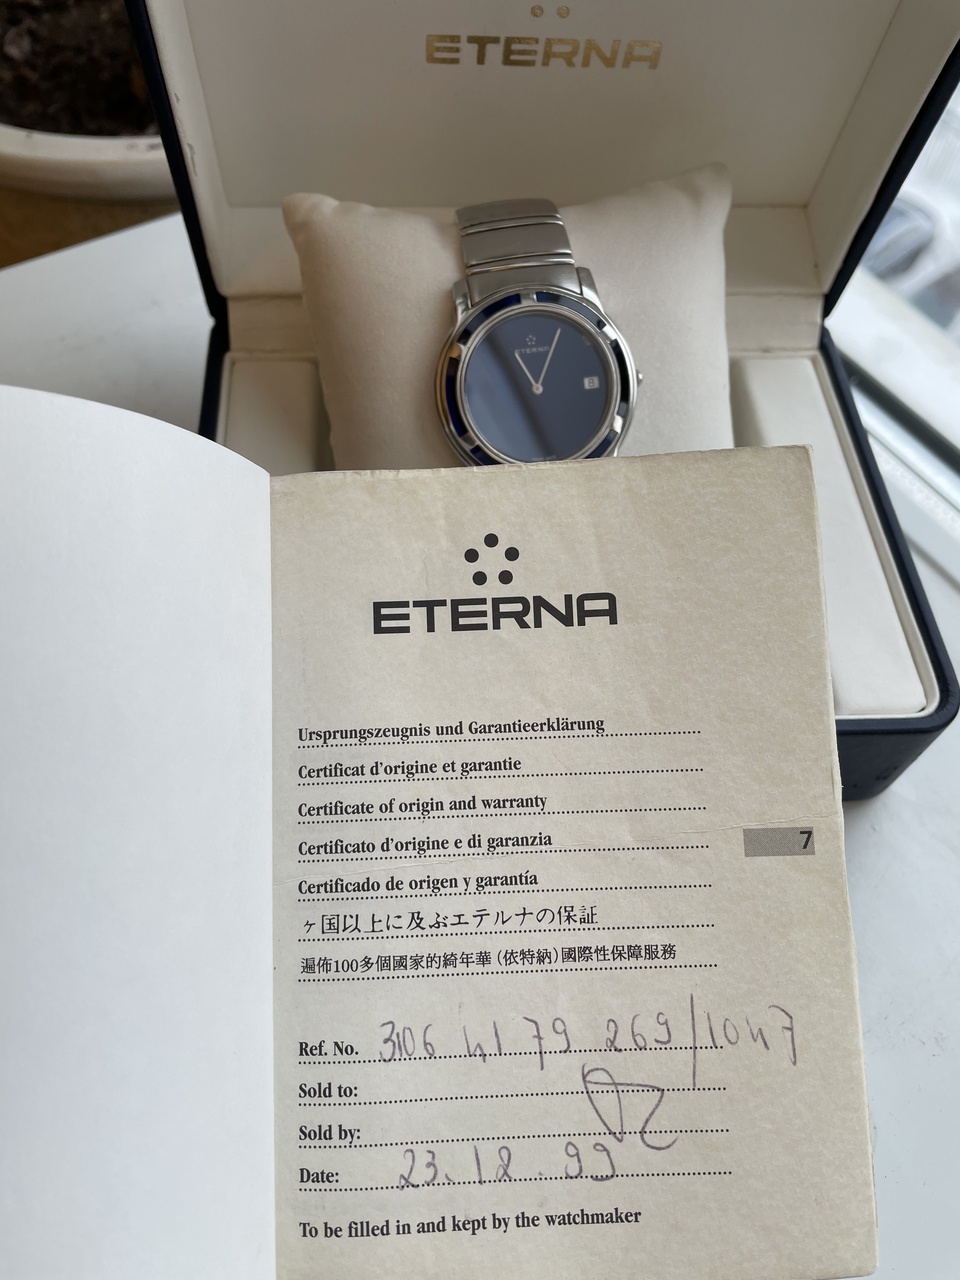 ETERNA
ETERNA
8
ETERNA
Ursprungszeugnis und Garantieerklärung
Certificat d'origine et garantie
Certificate of origin and warranty
Certificato d'origine e di garanzia
7
Certificado de origen y garantía
ヶ国以上に及ぶエテルナの保証
遍佈100多個國家的綺年華(依特納)國際性保障服務
Ref. No. 3106 41 79 269/1047
Sold to:
Sold by:
Date: 23.12.99
To be filled in and kept by the watchmaker